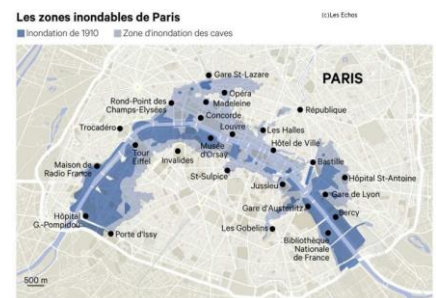 Les zones inondables de Paris
(c)Les Echos
Inondation de 1910
Zone d'inondation des caves
PARIS
Gare St-Lazare
Opéra
Madeleine
Rond-Point des
Champs-Elysées
Concorde
République
Trocadéro
Louvre
Les Halles
Hôtel de Ville
Tour
Eiffel
Invalides
Musée
d'Orsay
Bastille
Maison de
Radio France
St-Sulpice
Jussieu
Hôpital St-Antoine
Gare de Lyon
Gare d'Austerlitz
Bercy
Hôpital
G.-Pompidou
Porte d'Issy
Les Gobelins
Bibliothèque
Nationale
de France
500 m